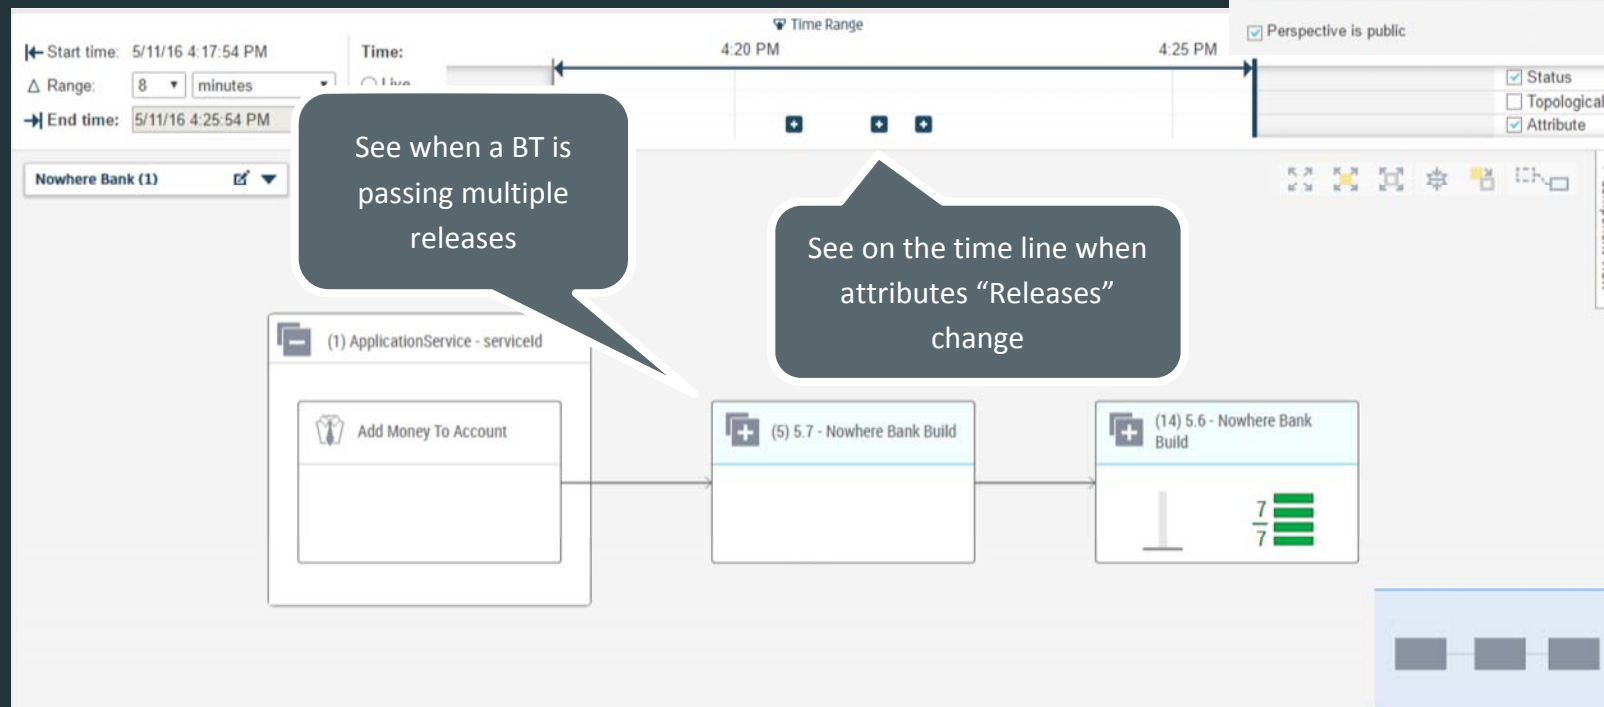 Time Range
Perspective is public
Start time: 5/11/16 4:17:54 PM
Time:
4:20 PM
4:25 PM
Range: 8 minutes
Live
Status
Topological
End time: 5/11/16 4:25:54 PM
Attribute
Nowhere Bank (1)
See when a BT is
passing multiple
releases
See on the time line when
attributes “Releases”
change
(1) ApplicationService - serviceId
Add Money To Account
(5) 5.7 - Nowhere Bank Build
(14) 5.6 - Nowhere Bank
Build
7
7